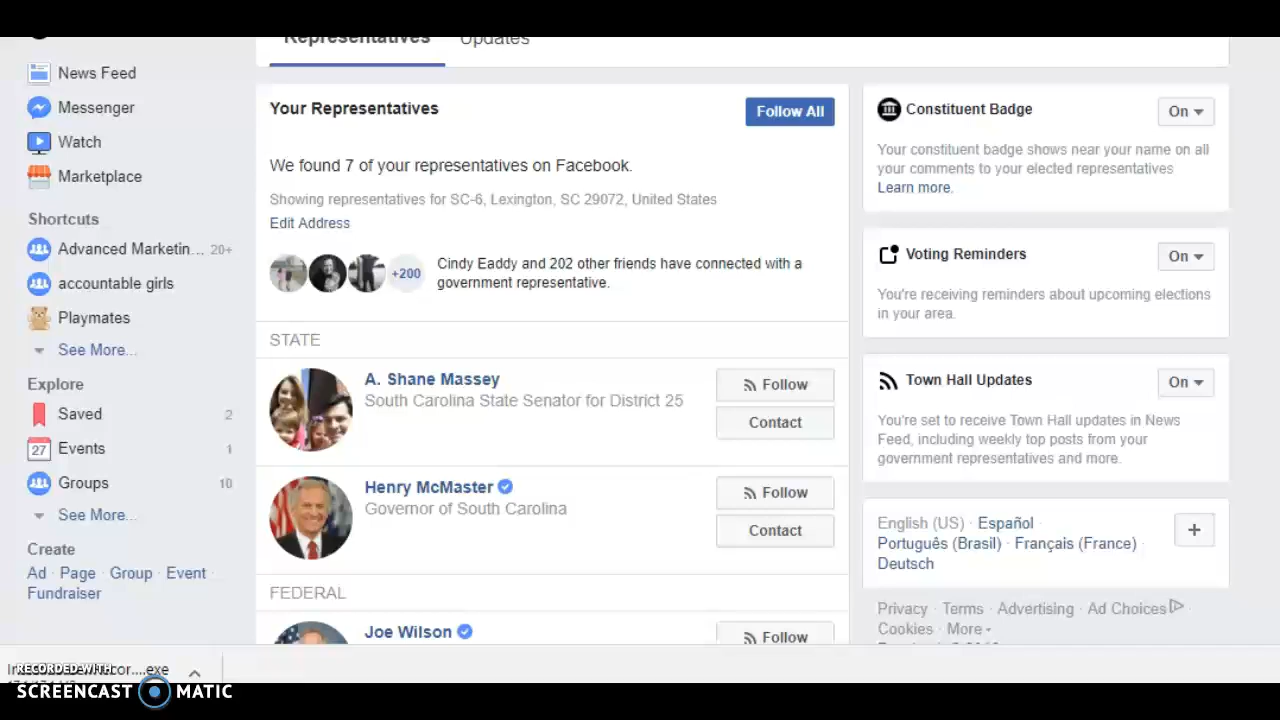 Representatives Updates
News Feed
Messenger
Watch
Marketplace
Shortcuts
Advanced Marketin... 20+
accountable girls
Playmates
See More...
Explore
Saved 2
27 Events 1
Groups 10
See More...
Create
Ad · Page · Group · Event ·
Fundraiser
Your Representatives Follow All
We found 7 of your representatives on Facebook.
Showing representatives for SC-6, Lexington, SC 29072, United States
Edit Address
+200 Cindy Eaddy and 202 other friends have connected with a
government representative.
STATE
A. Shane Massey Follow
South Carolina State Senator for District 25
Contact
Henry McMaster Follow
Governor of South Carolina
Contact
FEDERAL
Joe Wilson Follow
Constituent Badge On
Your constituent badge shows near your name on all
your comments to your elected representatives
Learn more.
Voting Reminders On
You're receiving reminders about upcoming elections
in your area.
Town Hall Updates On
You're set to receive Town Hall updates in News
Feed, including weekly top posts from your
government representatives and more.
English (US) · Español ·
Português (Brasil) · Français (France) ·
Deutsch
+
Privacy · Terms · Advertising · Ad Choices ·
Cookies · More
RECORDED WITH
SCREENCAST MATIC